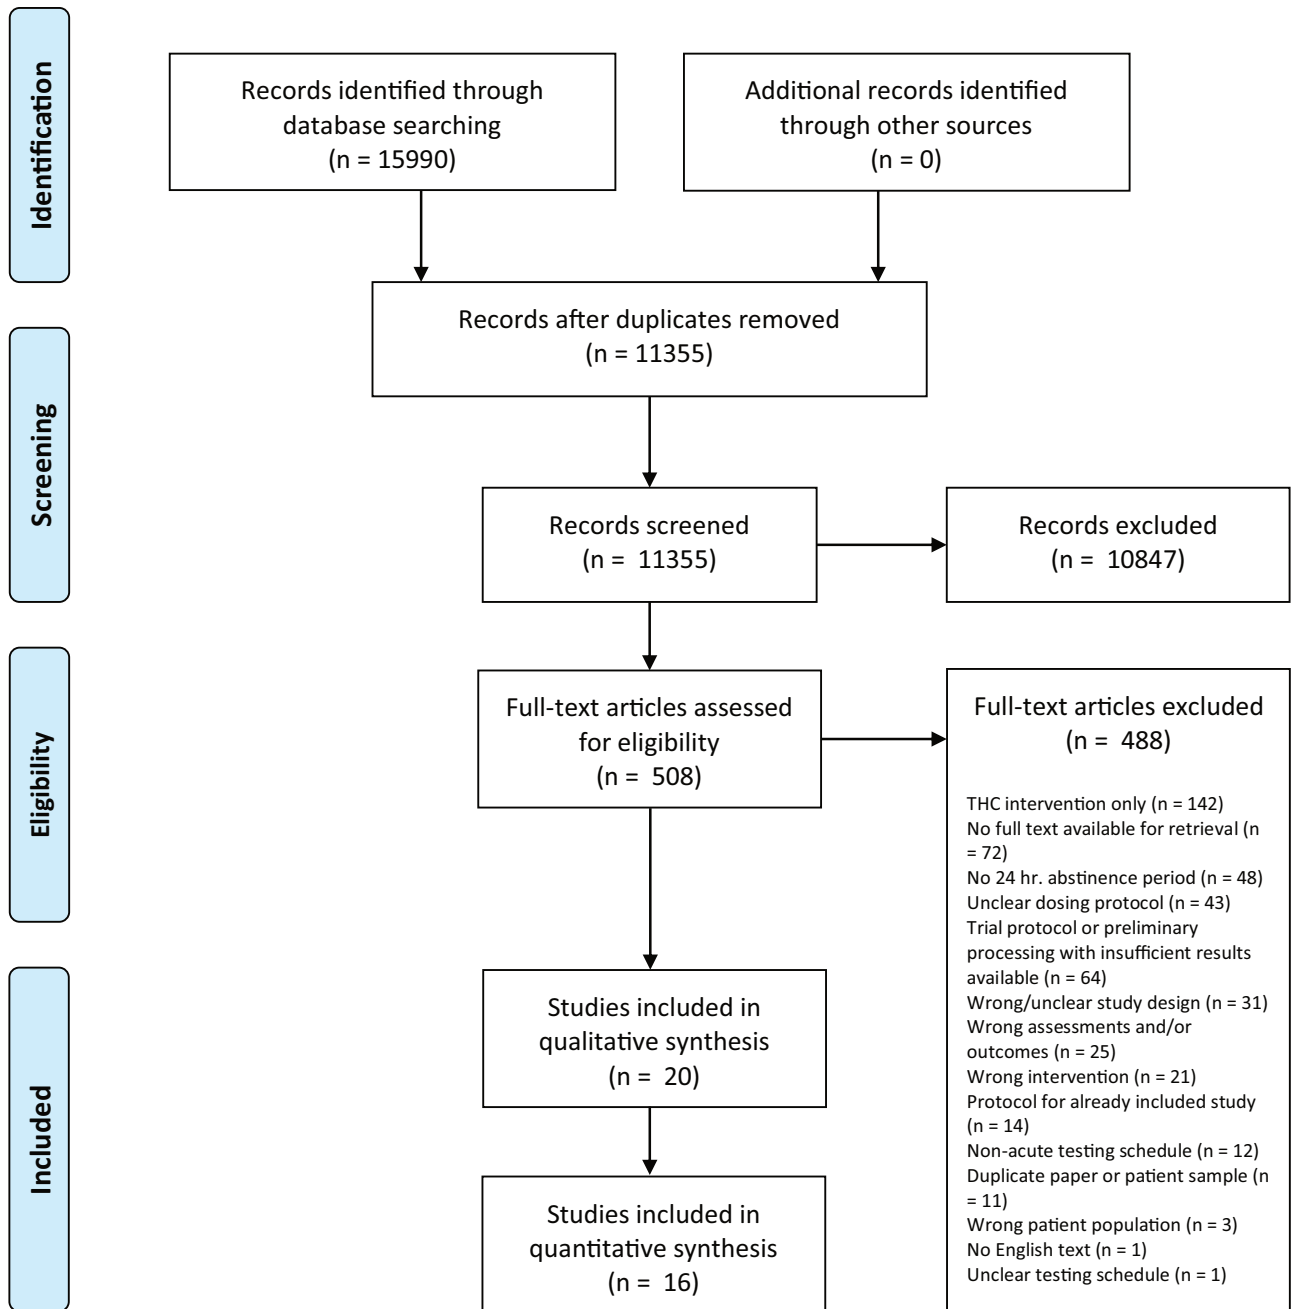 Identification
Records identified through
database searching
(n = 15990)
Additional records identified
through other sources
(n = 0)
Records after duplicates removed
(n = 11355)
Screening
Records screened
(n = 11355)
Records excluded
(n = 10847)
Eligibility
Full-text articles assessed
for eligibility
(n = 508)
Full-text articles excluded
(n = 488)
THC intervention only (n = 142)
No full text available for retrieval (n
= 72)
No 24 hr. abstinence period (n = 48)
Unclear dosing protocol (n = 43)
Trial protocol or preliminary
processing with insufficient results
available (n = 64)
Wrong/unclear study design (n = 31)
Wrong assessments and/or
outcomes (n = 25)
Wrong intervention (n = 21)
Protocol for already included study
(n = 14)
Non-acute testing schedule (n = 12)
Duplicate paper or patient sample (n
= 11)
Wrong patient population (n = 3)
No English text (n = 1)
Unclear testing schedule (n = 1)
Included
Studies included in
qualitative synthesis
(n = 20)
Studies included in
quantitative synthesis
(n = 16)